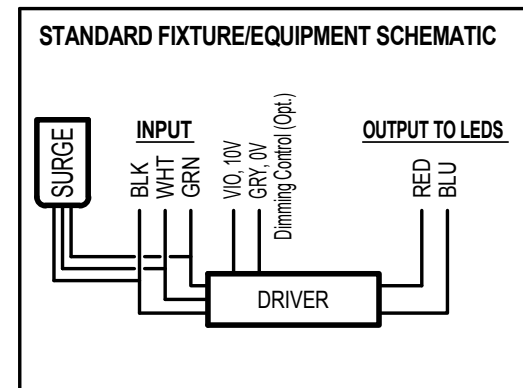 STANDARD FIXTURE/EQUIPMENT SCHEMATIC
SURGE
INPUT
BLK
WHT
GRN
VIO, 10V
GRY, 0V
Dimming Control (Opt.)
OUTPUT TO LEDS
RED
BLU
DRIVER